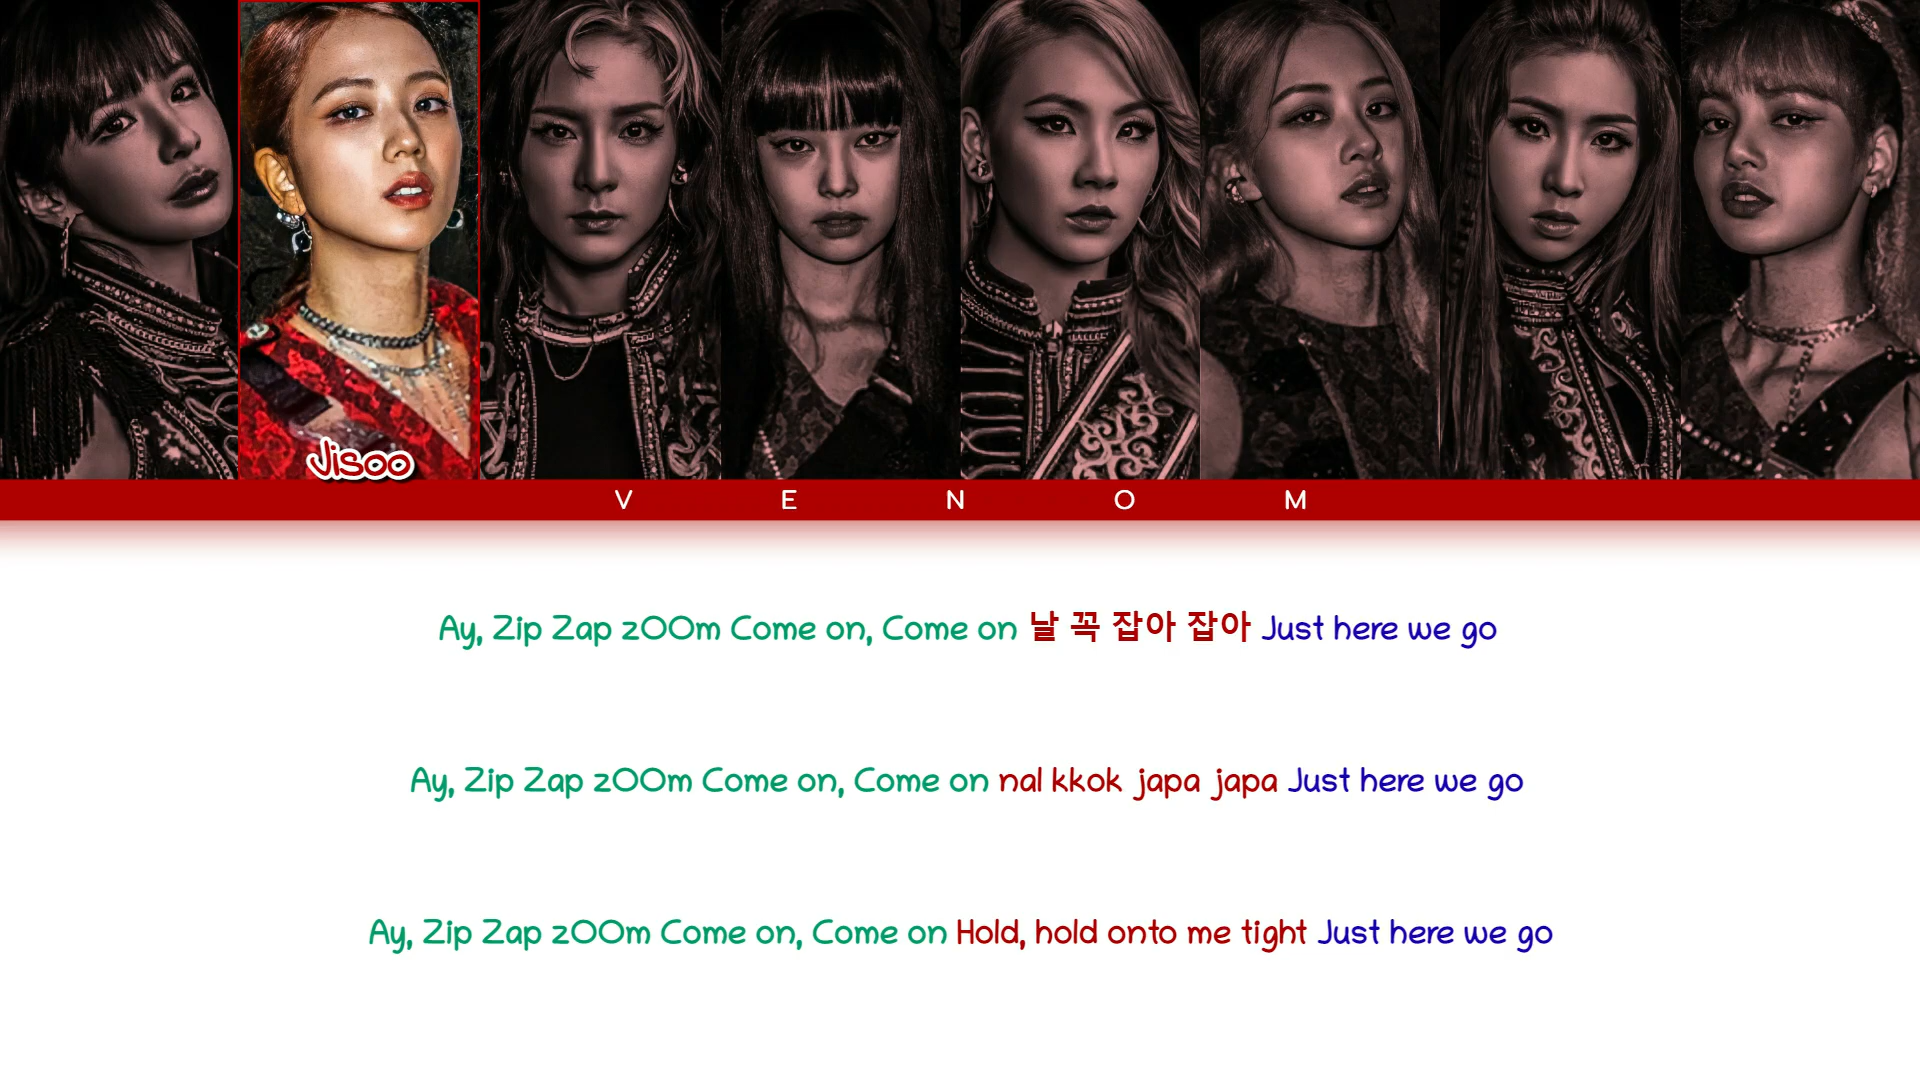 Jisoo
V E N O M
Ay, Zip Zap zOOm Come on, Come on 날 꼭 잡아 잡아 Just here we go
Ay, Zip Zap zOOm Come on, Come on nal kkok japa japa Just here we go
Ay, Zip Zap zOOm Come on, Come on Hold, hold onto me tight Just here we go